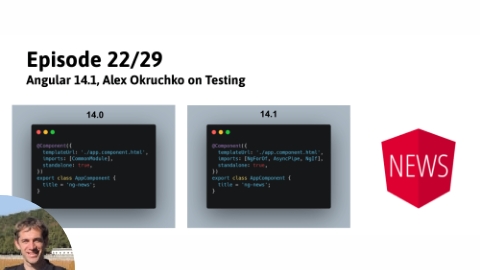 Episode 22/29
Angular 14.1, Alex Okruchko on Testing
14.0
@Component({
templateUrl: './app.component.html',
imports: [CommonModule],
standalone: true,
})
export class AppComponent {
title = 'ng-news';
}
14.1
@Component({
templateUrl: './app.component.html',
imports: [NgForOf, AsyncPipe, NgIf],
standalone: true,
})
export class AppComponent {
title = 'ng-news';
}
NEWS